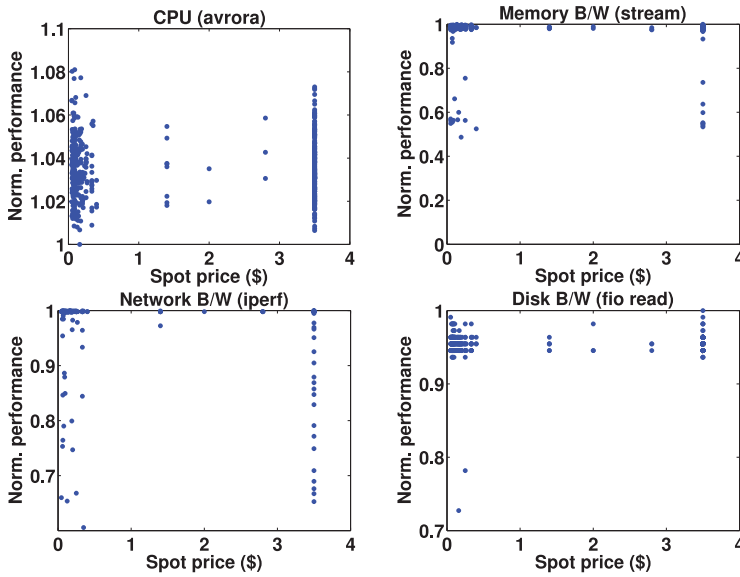 CPU (avrora)
1.1
1.08
1.06
1.04
1.02
1
0 1 2 3 4
Norm. performance
Spot price ($)
Memory B/W (stream)
1
0.8
0.6
0.4
0.2
0
0 1 2 3 4
Norm. performance
Spot price ($)
Network B/W (iperf)
1
0.9
0.8
0.7
0 1 2 3 4
Norm. performance
Spot price ($)
Disk B/W (fio read)
1
0.9
0.8
0.7
0 1 2 3 4
Norm. performance
Spot price ($)